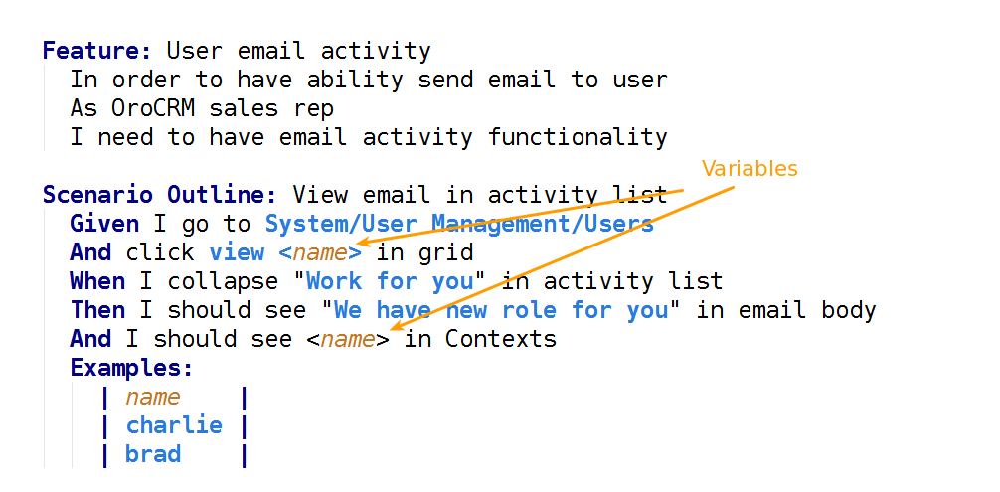 Feature: User email activity
In order to have ability send email to user
As OroCRM sales rep
I need to have email activity functionality
Variables
Scenario Outline: View email in activity list
Given I go to System/User Management/Users
And click view <name> in grid
When I collapse "Work for you" in activity list
Then I should see "We have new role for you" in email body
And I should see <name> in Contexts
Examples:
| name |
| charlie |
| brad |